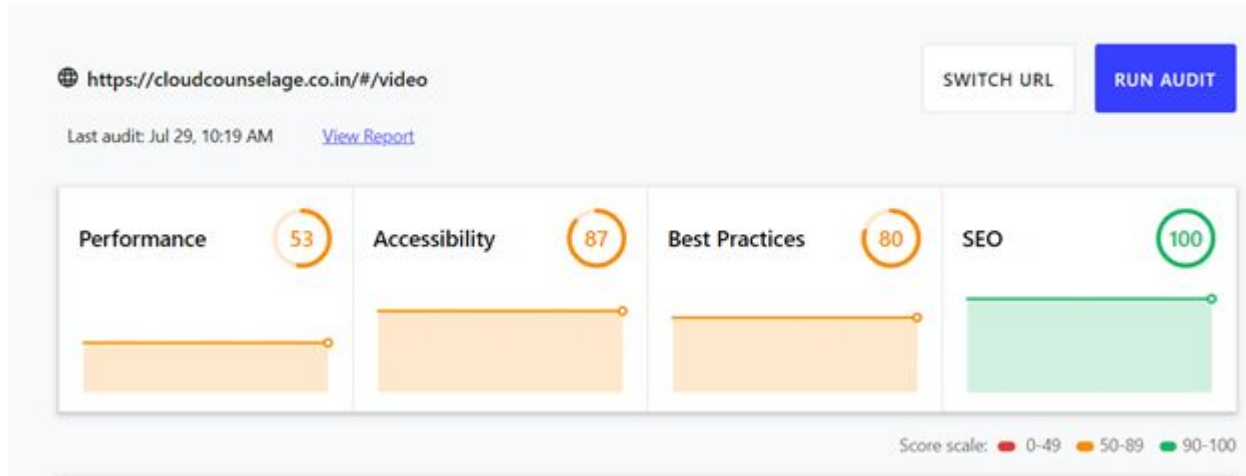 https://cloudcounselage.co.in/#/video
SWITCH URL
RUN AUDIT
Last audit: Jul 29, 10:19 AM
View Report
Performance
53
Accessibility
87
Best Practices
80
SEO
100
Score scale: 0-49 50-89 90-100